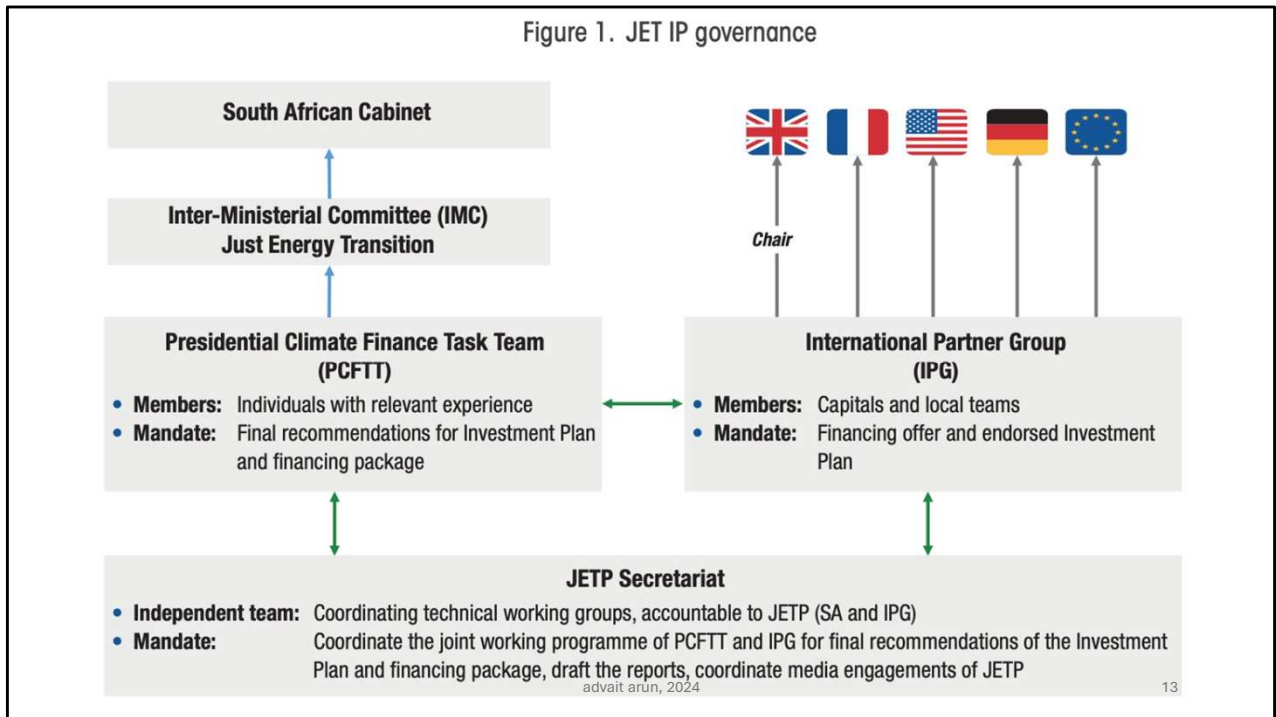 Figure 1. JET IP governance
South African Cabinet
Inter-Ministerial Committee (IMC)
Just Energy Transition
Chair
Presidential Climate Finance Task Team
(PCFTT)
• Members: Individuals with relevant experience
• Mandate: Final recommendations for Investment Plan
and financing package
International Partner Group
(IPG)
• Members: Capitals and local teams
• Mandate: Financing offer and endorsed Investment
Plan
JETP Secretariat
• Independent team: Coordinating technical working groups, accountable to JETP (SA and IPG)
• Mandate: Coordinate the joint working programme of PCFTT and IPG for final recommendations of the Investment
Plan and financing package, draft the reports, coordinate media engagements of JETP
advait arun, 2024
13